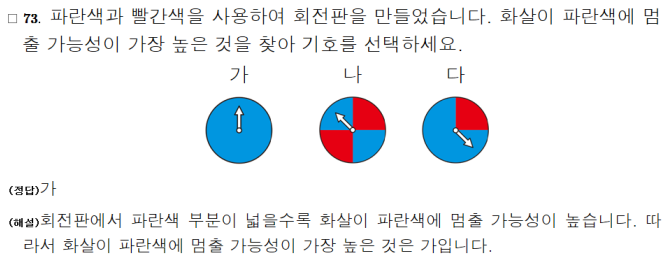 □ 73. 파란색과 빨간색을 사용하여 회전판을 만들었습니다. 화살이 파란색에 멈
출 가능성이 가장 높은 것을 찾아 기호를 선택하세요.
가 나 다
(정답)가
(해설)회전판에서 파란색 부분이 넓을수록 화살이 파란색에 멈출 가능성이 높습니다. 따
라서 화살이 파란색에 멈출 가능성이 가장 높은 것은 가입니다.